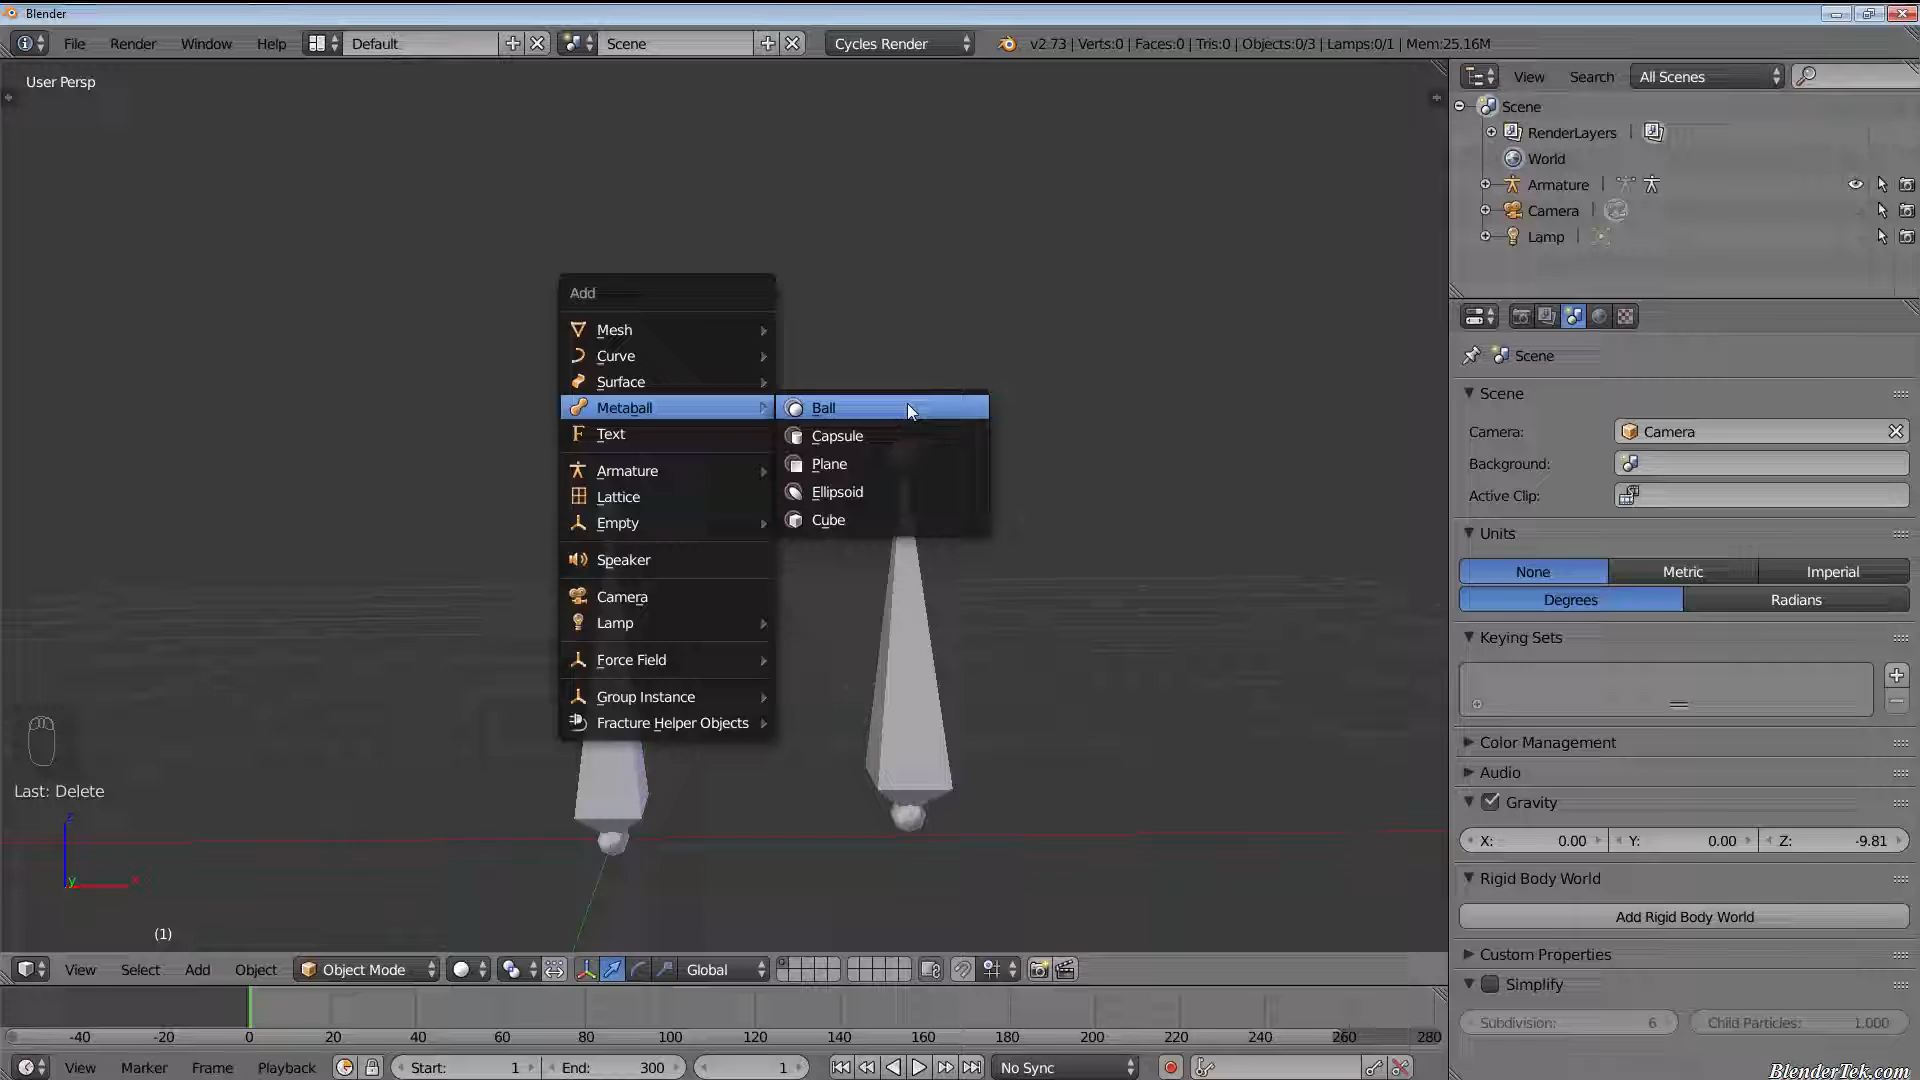 Blender
File Render Window Help Default Scene Cycles Render v2.73 | Verts:0 | Faces:0 | Tris:0 | Objects:0/3 | Lamps:0/1 | Mem:25.16M
User Persp
View Search All Scenes
Scene
RenderLayers
World
Armature
Camera
Lamp
Add
Mesh
Curve
Surface
Metaball
Text
Armature
Lattice
Empty
Speaker
Camera
Lamp
Force Field
Group Instance
Fracture Helper Objects
Ball
Capsule
Plane
Ellipsoid
Cube
Scene
Scene
Camera: Camera
Background:
Active Clip:
Units
None Metric Imperial
Degrees Radians
Keying Sets
Color Management
Audio
Gravity
X: 0.00 Y: 0.00 Z: -9.81
Rigid Body World
Add Rigid Body World
Custom Properties
Simplify
Subdivision: 6 Child Particles: 1.000
Last: Delete
z
y x
(1)
View Select Add Object Object Mode Global
-40 -20 0 20 40 60 80 100 120 140 160 180 200 220 240 260 280
View Marker Frame Playback Start: 1 End: 300 1 No Sync
BlenderTek.com